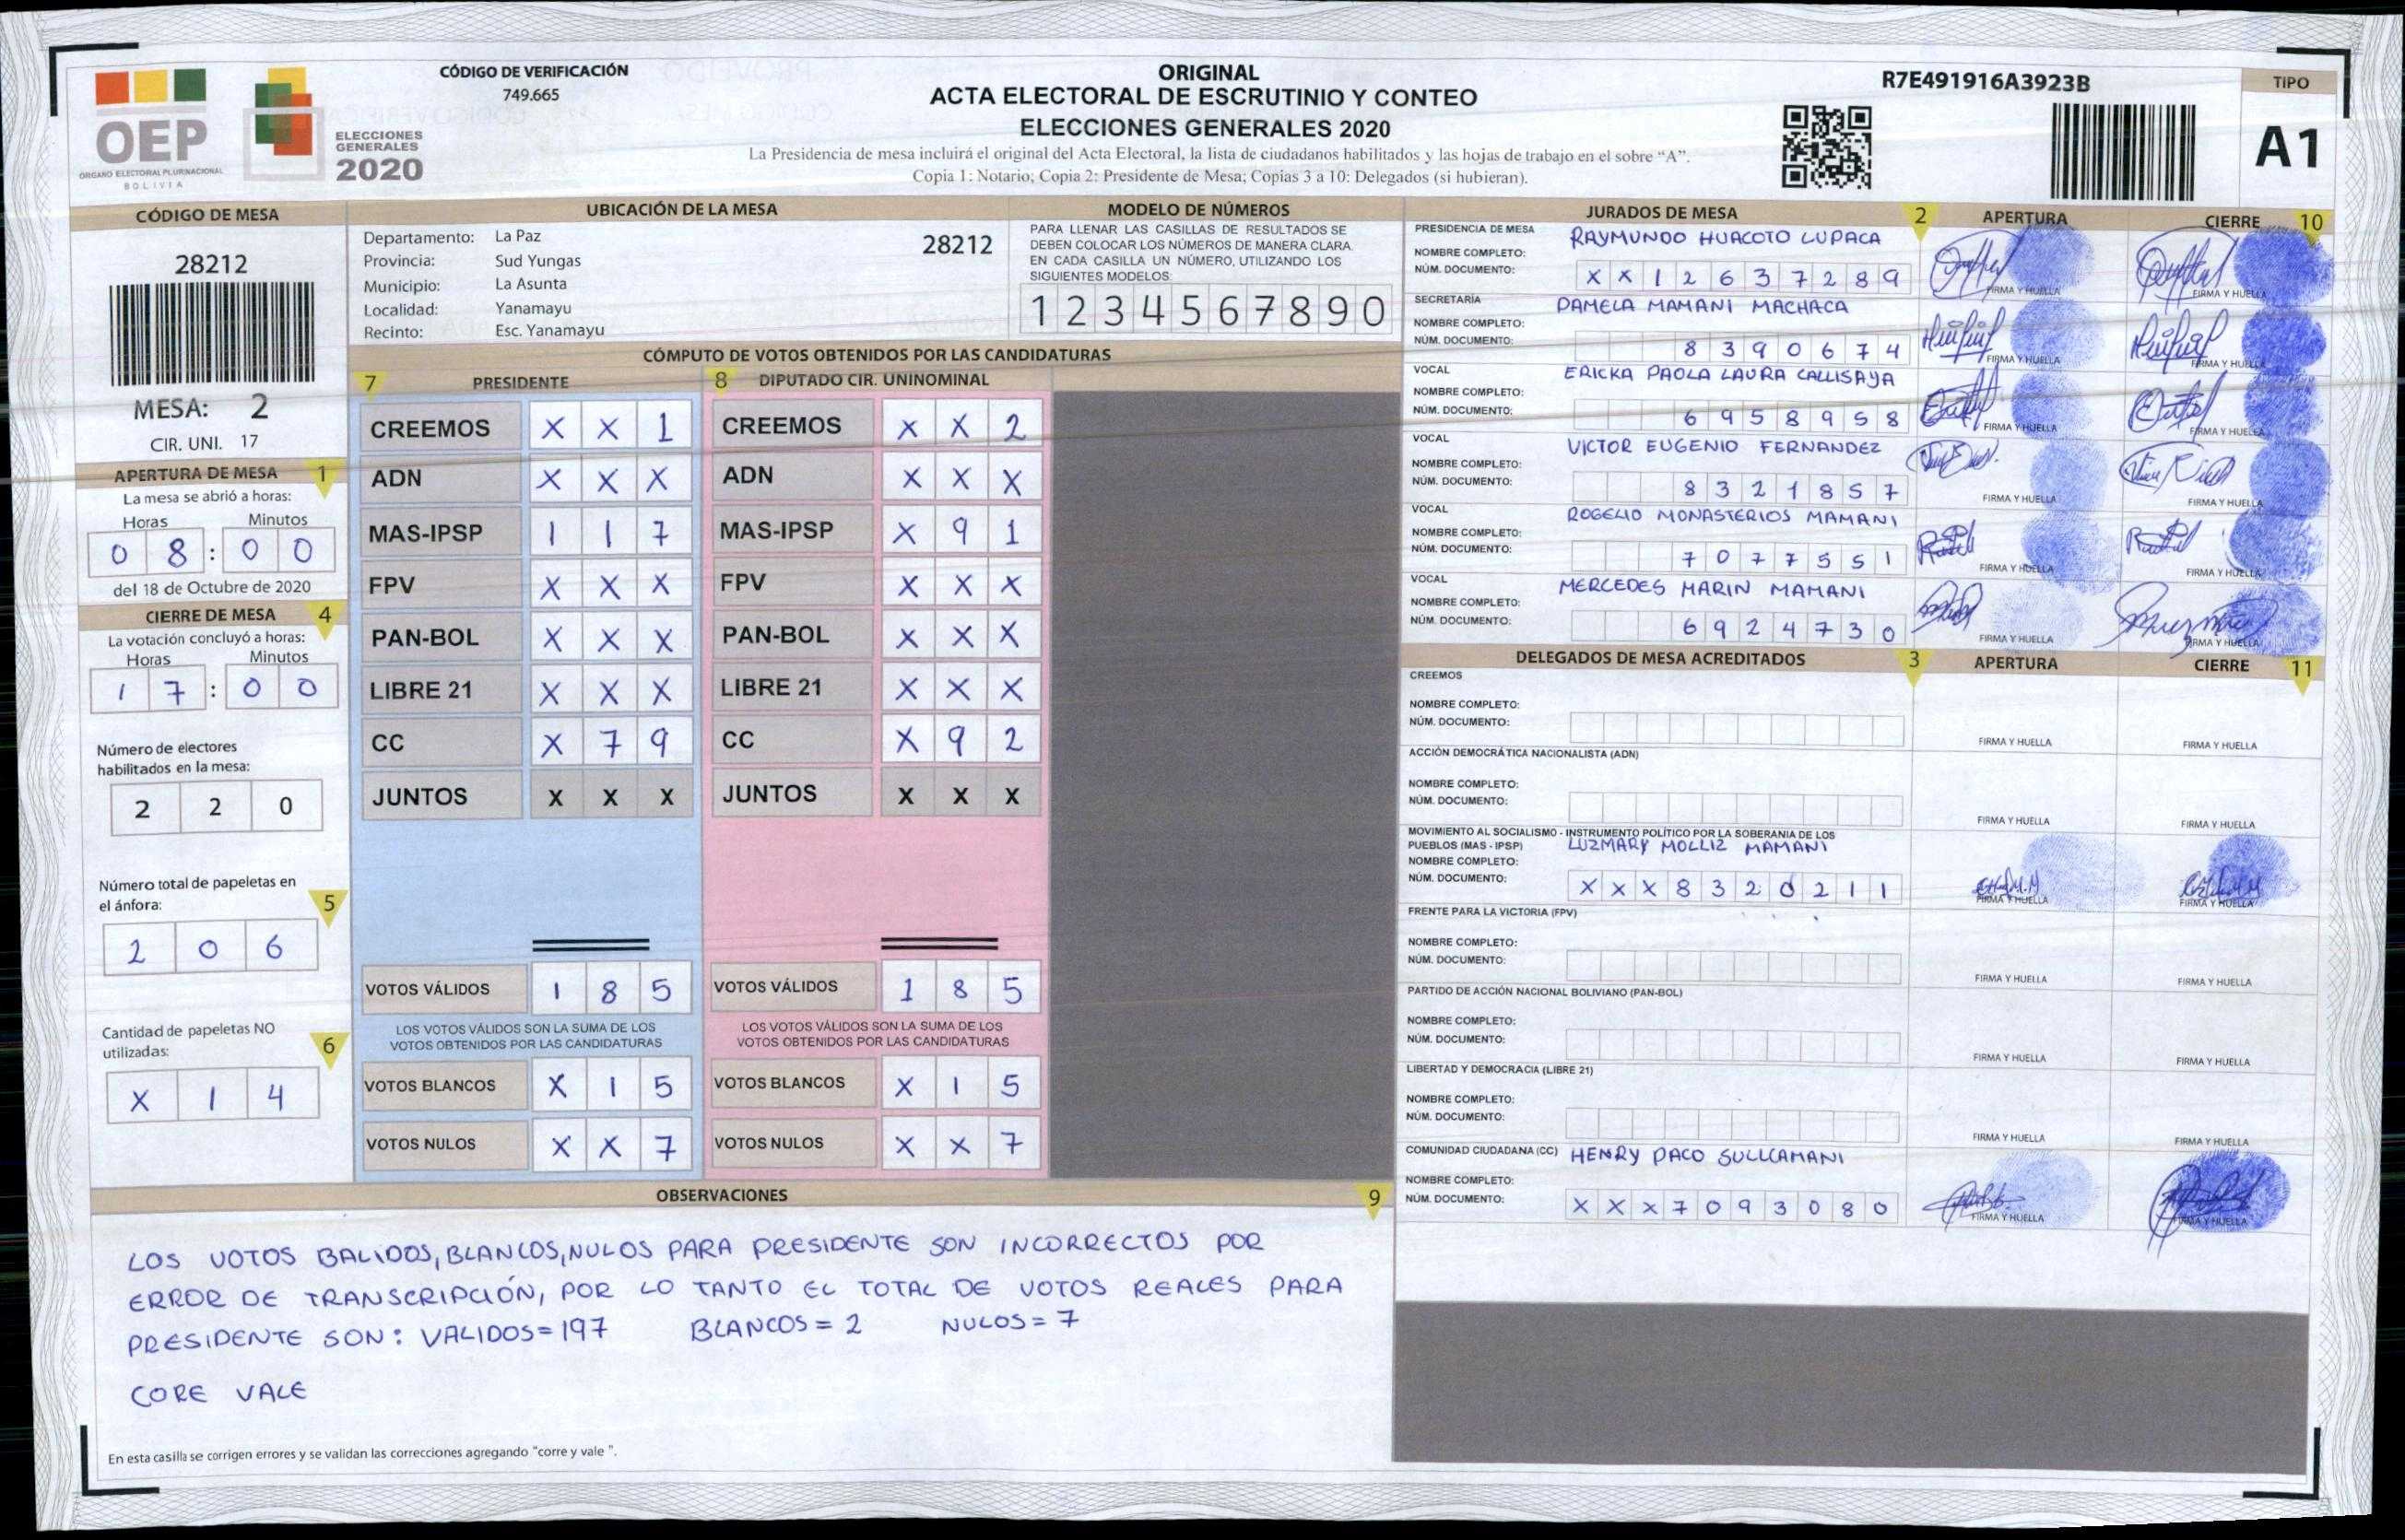 OEP
ORGANO ELECTORAL PLURINACIONAL
BOLIVIA
ELECCIONES
GENERALES
2020
CÓDIGO DE VERIFICACIÓN
749.665
ORIGINAL
ACTA ELECTORAL DE ESCRUTINIO Y CONTEO
ELECCIONES GENERALES 2020
La Presidencia de mesa incluirá el original del Acta Electoral, la lista de ciudadanos habilitados y las hojas de trabajo en el sobre “A”.
Copia 1: Notario; Copia 2: Presidente de Mesa; Copias 3 a 10: Delegados (si hubieran).
R7E491916A3923B
TIPO
A1
CÓDIGO DE MESA
28212
MESA: 2
CIR. UNI. 17
APERTURA DE MESA 1
La mesa se abrió a horas:
Horas Minutos
0 8 : 0 0
del 18 de Octubre de 2020
CIERRE DE MESA 4
La votación concluyó a horas:
Horas Minutos
1 7 : 0 0
Número de electores
habilitados en la mesa:
2 2 0
Número total de papeletas en
el ánfora: 5
2 0 6
Cantidad de papeletas NO
utilizadas: 6
X 1 4
UBICACIÓN DE LA MESA
Departamento: La Paz 28212
Provincia: Sud Yungas
Municipio: La Asunta
Localidad: Yanamayu
Recinto: Esc. Yanamayu
MODELO DE NÚMEROS
PARA LLENAR LAS CASILLAS DE RESULTADOS SE
DEBEN COLOCAR LOS NÚMEROS DE MANERA CLARA.
EN CADA CASILLA UN NÚMERO, UTILIZANDO LOS
SIGUIENTES MODELOS:
1 2 3 4 5 6 7 8 9 0
CÓMPUTO DE VOTOS OBTENIDOS POR LAS CANDIDATURAS
7 PRESIDENTE
CREEMOS X X 1
ADN X X X
MAS-IPSP 1 1 7
FPV X X X
PAN-BOL X X X
LIBRE 21 X X X
CC X 7 9
JUNTOS X X X
VOTOS VÁLIDOS 1 8 5
LOS VOTOS VÁLIDOS SON LA SUMA DE LOS
VOTOS OBTENIDOS POR LAS CANDIDATURAS
VOTOS BLANCOS X 1 5
VOTOS NULOS X X 7
8 DIPUTADO CIR. UNINOMINAL
CREEMOS X X 2
ADN X X X
MAS-IPSP X 9 1
FPV X X X
PAN-BOL X X X
LIBRE 21 X X X
CC X 9 2
JUNTOS X X X
VOTOS VÁLIDOS 1 8 5
LOS VOTOS VÁLIDOS SON LA SUMA DE LOS
VOTOS OBTENIDOS POR LAS CANDIDATURAS
VOTOS BLANCOS X 1 5
VOTOS NULOS X X 7
OBSERVACIONES 9
LOS VOTOS BALIDOS, BLANCOS, NULOS PARA PRESIDENTE SON INCORRECTOS POR
ERROR DE TRANSCRIPCIÓN, POR LO TANTO EL TOTAL DE VOTOS REALES PARA
PRESIDENTE SON: VALIDOS=197 BLANCOS=2 NULOS=7
CORE VALE
En esta casilla se corrigen errores y se validan las correcciones agregando "corre y vale ".
JURADOS DE MESA 2 APERTURA CIERRE 10
PRESIDENCIA DE MESA
RAYMUNDO HUACOTO LUPACA
NOMBRE COMPLETO:
NÚM. DOCUMENTO: X X 1 2 6 3 7 2 8 9
FIRMA Y HUELLA FIRMA Y HUELLA
SECRETARÍA
PAMELA MAMANI MACHACA
NOMBRE COMPLETO:
NÚM. DOCUMENTO: 8 3 9 0 6 7 4
FIRMA Y HUELLA FIRMA Y HUELLA
VOCAL
ERICKA PAOLA LAURA CALLISAYA
NOMBRE COMPLETO:
NÚM. DOCUMENTO: 6 9 5 8 9 5 8
FIRMA Y HUELLA FIRMA Y HUELLA
VOCAL
VICTOR EUGENIO FERNANDEZ
NOMBRE COMPLETO:
NÚM. DOCUMENTO: 8 3 2 1 8 5 7
FIRMA Y HUELLA FIRMA Y HUELLA
VOCAL
ROGELIO MONASTERIOS MAMANI
NOMBRE COMPLETO:
NÚM. DOCUMENTO: 7 0 7 7 5 5 1
FIRMA Y HUELLA FIRMA Y HUELLA
VOCAL
MERCEDES MARIN MAMANI
NOMBRE COMPLETO:
NÚM. DOCUMENTO: 6 9 2 4 7 3 0
FIRMA Y HUELLA FIRMA Y HUELLA
DELEGADOS DE MESA ACREDITADOS 3 APERTURA CIERRE 11
CREEMOS
NOMBRE COMPLETO:
NÚM. DOCUMENTO:
FIRMA Y HUELLA FIRMA Y HUELLA
ACCIÓN DEMOCRÁTICA NACIONALISTA (ADN)
NOMBRE COMPLETO:
NÚM. DOCUMENTO:
FIRMA Y HUELLA FIRMA Y HUELLA
MOVIMIENTO AL SOCIALISMO - INSTRUMENTO POLÍTICO POR LA SOBERANIA DE LOS
PUEBLOS (MAS - IPSP) LUZMARY MOLLIZ MAMANI
NOMBRE COMPLETO:
NÚM. DOCUMENTO: X X X 8 3 2 0 2 1 1
FIRMA Y HUELLA FIRMA Y HUELLA
FRENTE PARA LA VICTORIA (FPV)
NOMBRE COMPLETO:
NÚM. DOCUMENTO:
FIRMA Y HUELLA FIRMA Y HUELLA
PARTIDO DE ACCIÓN NACIONAL BOLIVIANO (PAN-BOL)
NOMBRE COMPLETO:
NÚM. DOCUMENTO:
FIRMA Y HUELLA FIRMA Y HUELLA
LIBERTAD Y DEMOCRACIA (LIBRE 21)
NOMBRE COMPLETO:
NÚM. DOCUMENTO:
FIRMA Y HUELLA FIRMA Y HUELLA
COMUNIDAD CIUDADANA (CC) HENRY PACO SULLCAMANI
NOMBRE COMPLETO:
NÚM. DOCUMENTO: X X X 7 0 9 3 0 8 0
FIRMA Y HUELLA FIRMA Y HUELLA